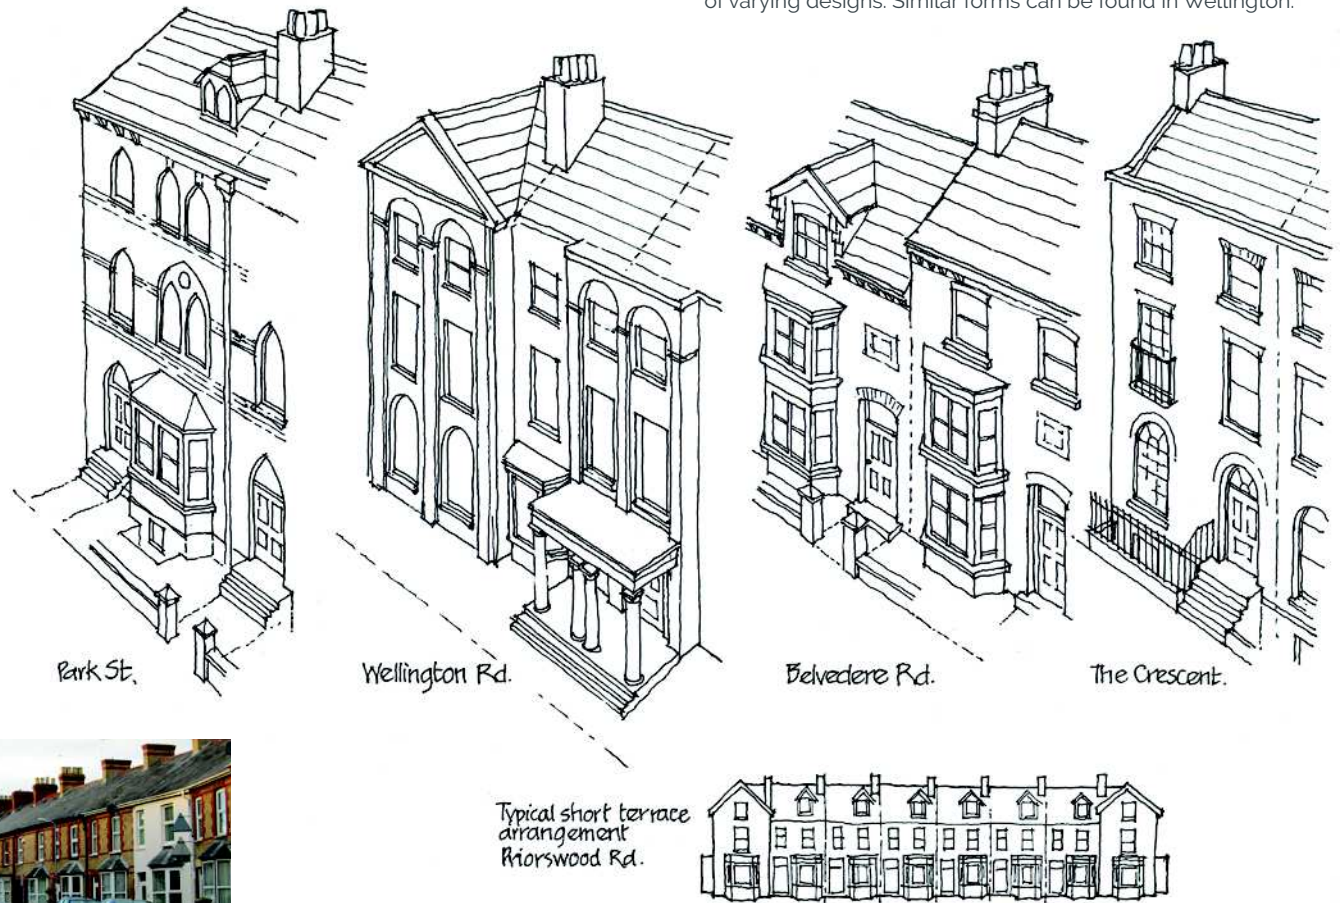 of varying designs. Similar forms can be found in Wellington.
Park St.
Wellington Rd.
Belvedere Rd.
The Crescent.
Typical short terrace
arrangement
Priorswood Rd.